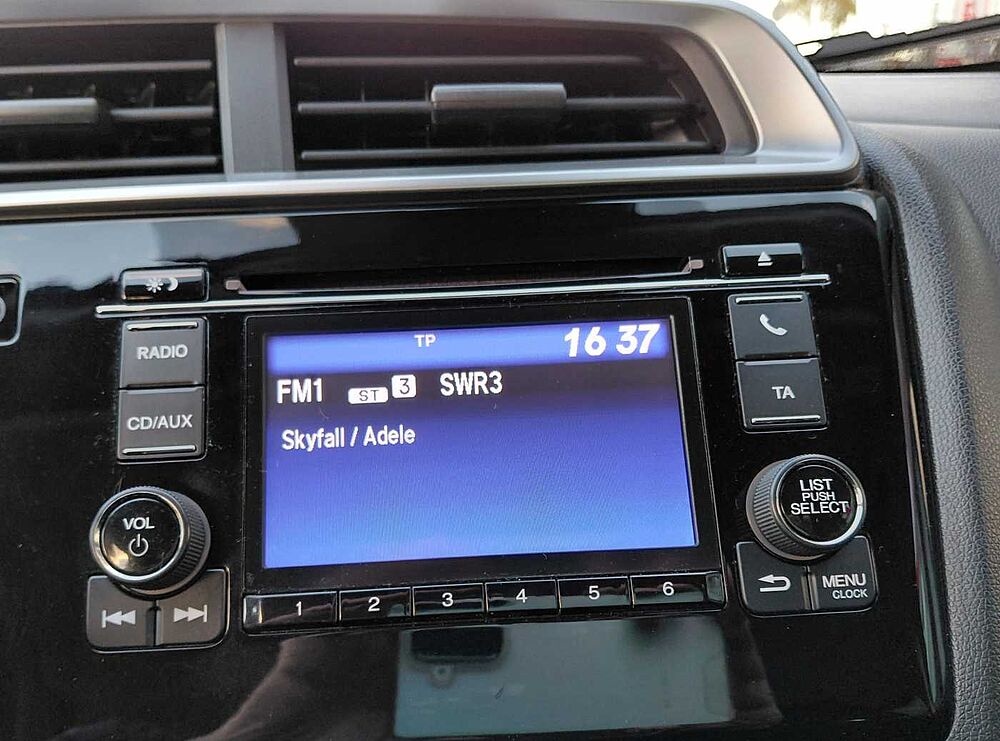 TP 16 37
RADIO
FM1 ST 3 SWR3
TA
CD/AUX
Skyfall / Adele
LIST
PUSH
SELECT
VOL
MENU
CLOCK
1 2 3 4 5 6